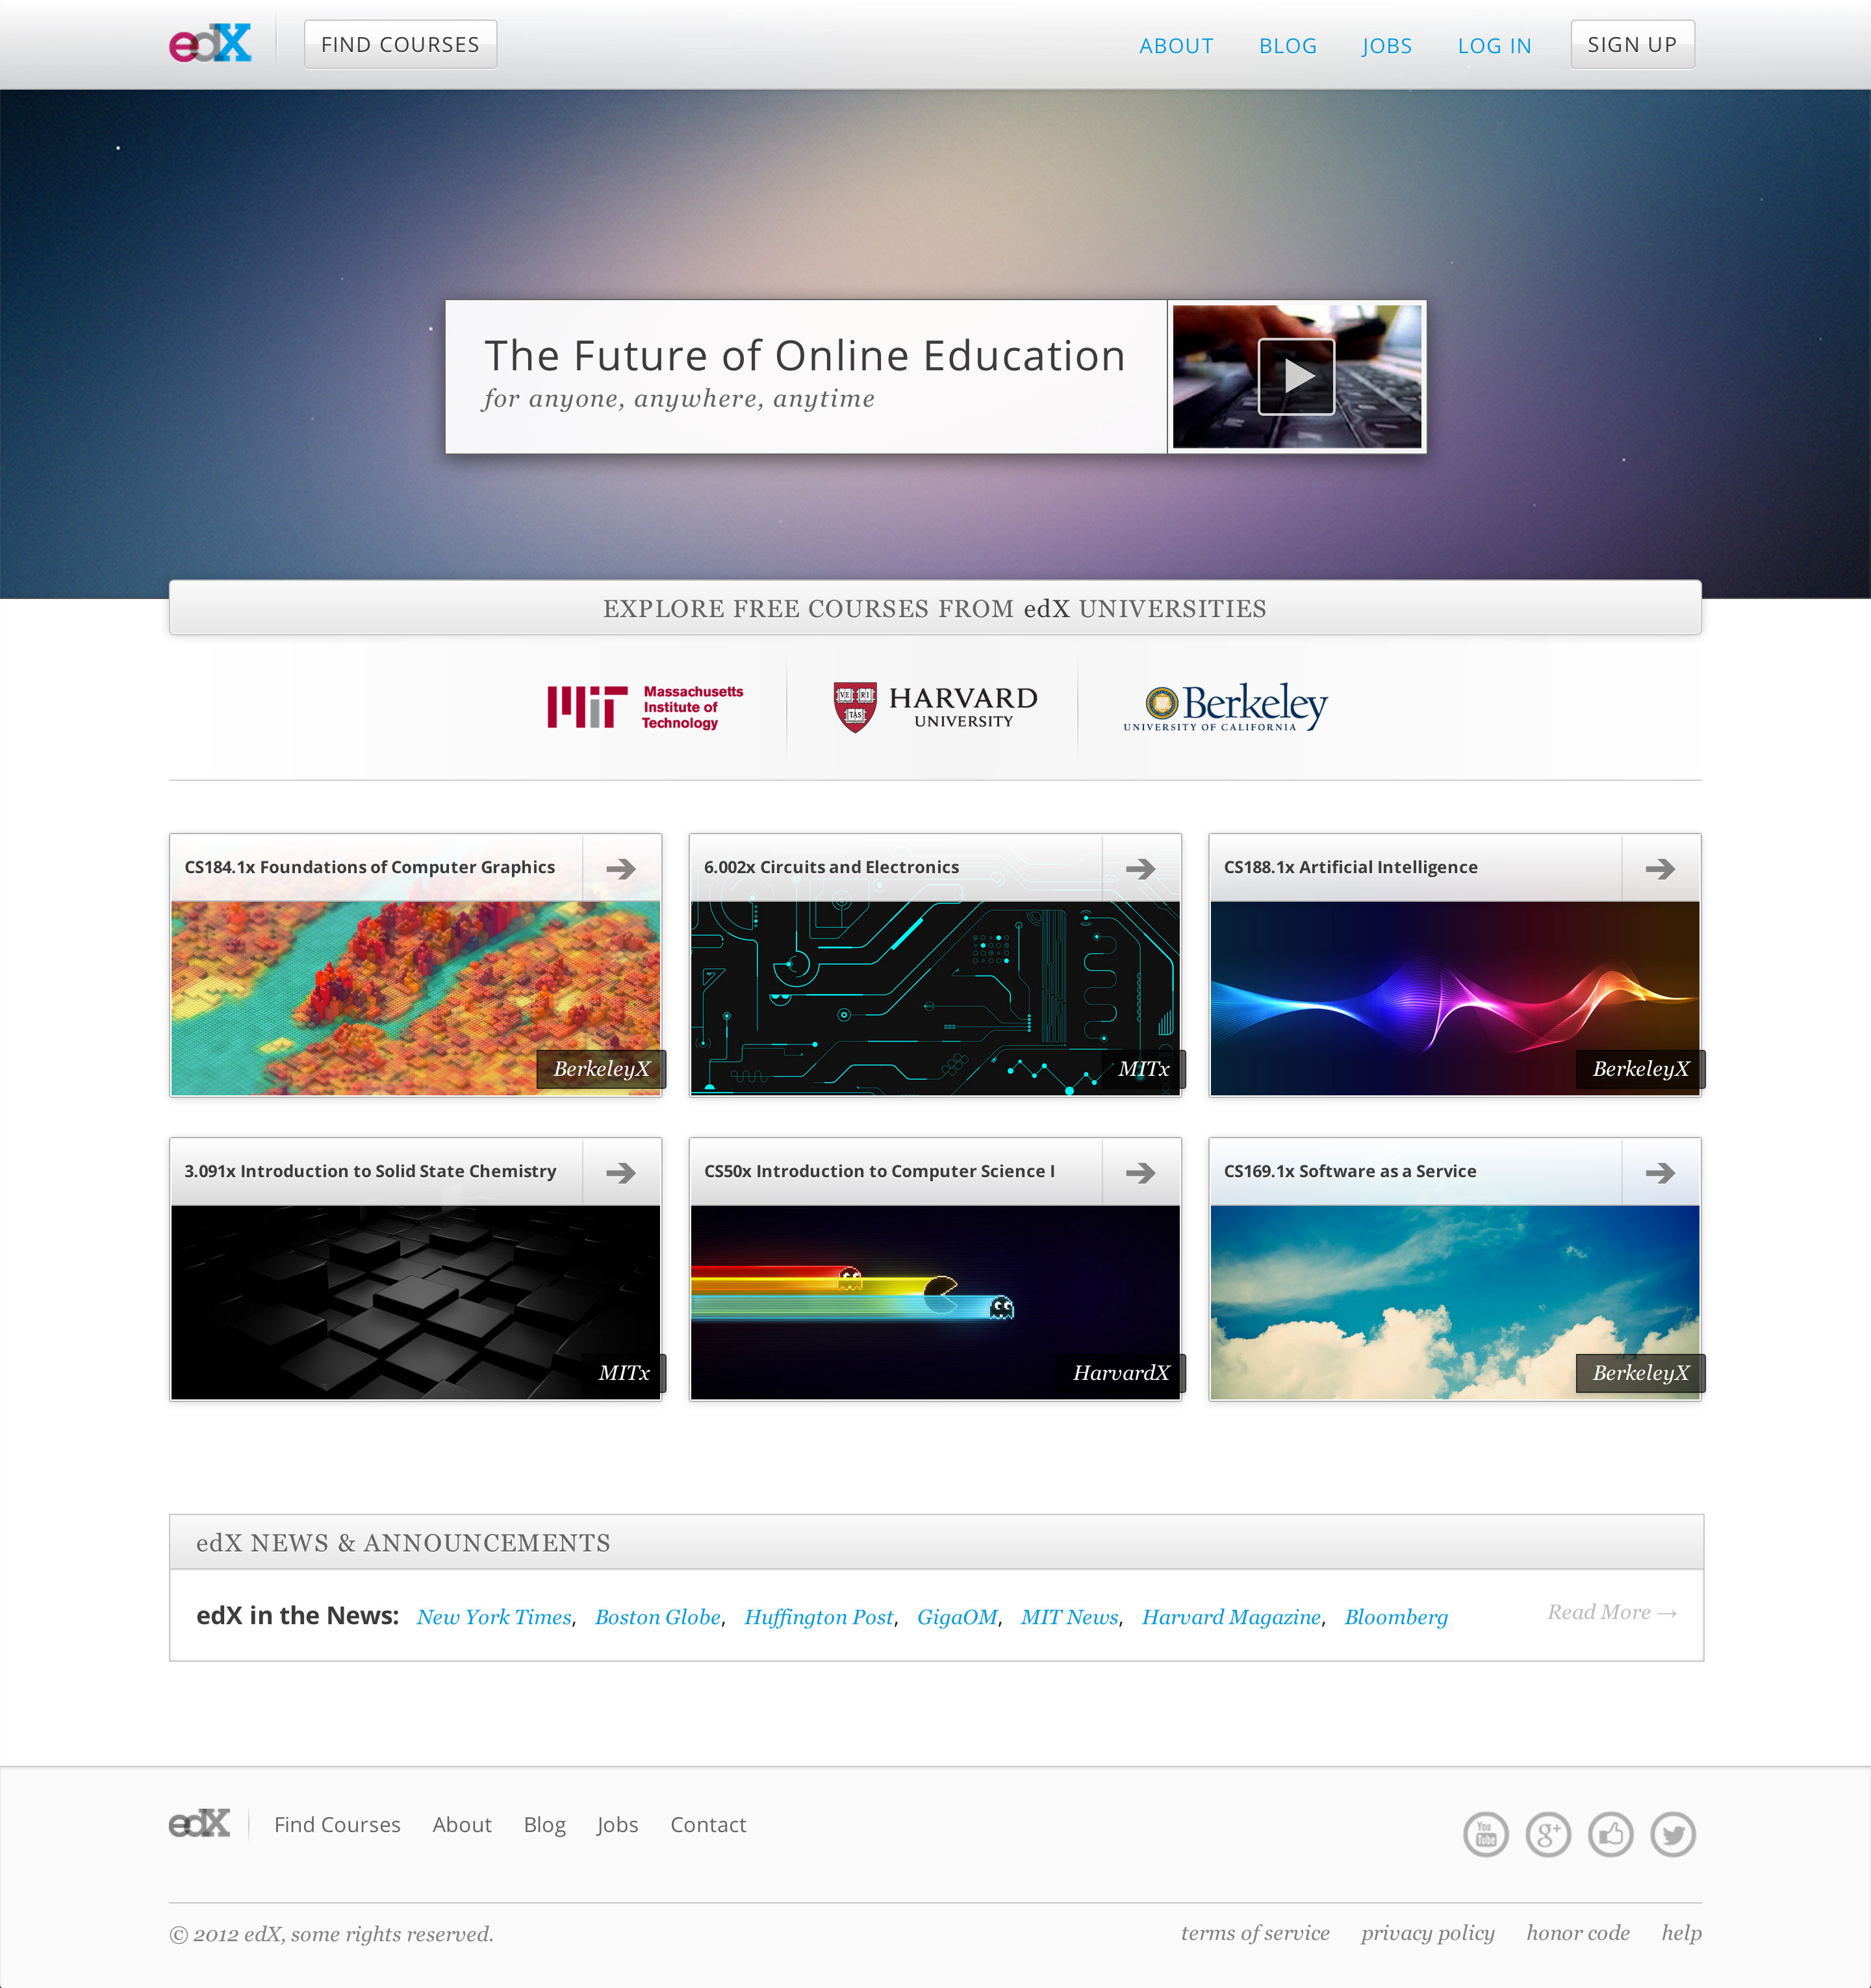 edX
FIND COURSES
ABOUT
BLOG
JOBS
LOG IN
SIGN UP
The Future of Online Education
for anyone, anywhere, anytime
EXPLORE FREE COURSES FROM edX UNIVERSITIES
Massachusetts
Institute of
Technology
VE RI
TAS
HARVARD
UNIVERSITY
Berkeley
UNIVERSITY OF CALIFORNIA
CS184.1x Foundations of Computer Graphics
BerkeleyX
6.002x Circuits and Electronics
MITx
CS188.1x Artificial Intelligence
BerkeleyX
3.091x Introduction to Solid State Chemistry
MITx
CS50x Introduction to Computer Science I
HarvardX
CS169.1x Software as a Service
BerkeleyX
edX NEWS & ANNOUNCEMENTS
edX in the News: New York Times, Boston Globe, Huffington Post, GigaOM, MIT News, Harvard Magazine, Bloomberg
Read More →
edX
Find Courses
About
Blog
Jobs
Contact
You
Tube
g+
© 2012 edX, some rights reserved.
terms of service
privacy policy
honor code
help